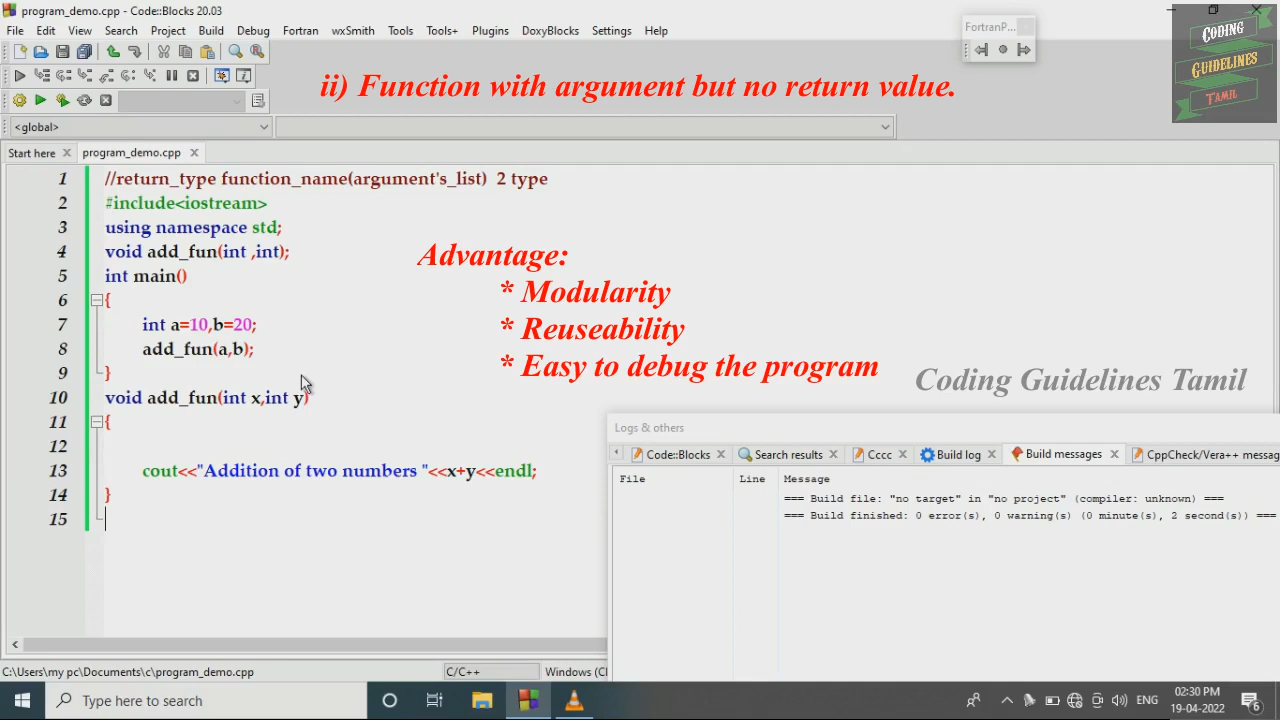 program_demo.cpp - Code::Blocks 20.03
File Edit View Search Project Build Debug Fortran wxSmith Tools Tools+ Plugins DoxyBlocks Settings Help
FortranP...
CODING
GUIDELINES
TAMIL
ii) Function with argument but no return value.
<global>
Start here
program_demo.cpp
1 //return_type function_name(argument's_list) 2 type
2 #include<iostream>
3 using namespace std;
4 void add_fun(int ,int);
5 int main()
6 {
7 int a=10,b=20;
8 add_fun(a,b);
9 }
10 void add_fun(int x,int y)
11 {
12
13 cout<<"Addition of two numbers "<<x+y<<endl;
14 }
15
Advantage:
* Modularity
* Reuseability
* Easy to debug the program
Coding Guidelines Tamil
Logs & others
Code::Blocks Search results Cccc Build log Build messages CppCheck/Vera++ messag
File Line Message
=== Build file: "no target" in "no project" (compiler: unknown) ===
=== Build finished: 0 error(s), 0 warning(s) (0 minute(s), 2 second(s)) ===
C:\Users\my pc\Documents\c\program_demo.cpp C/C++ Windows (CI
Type here to search
ENG
02:30 PM
19-04-2022
6